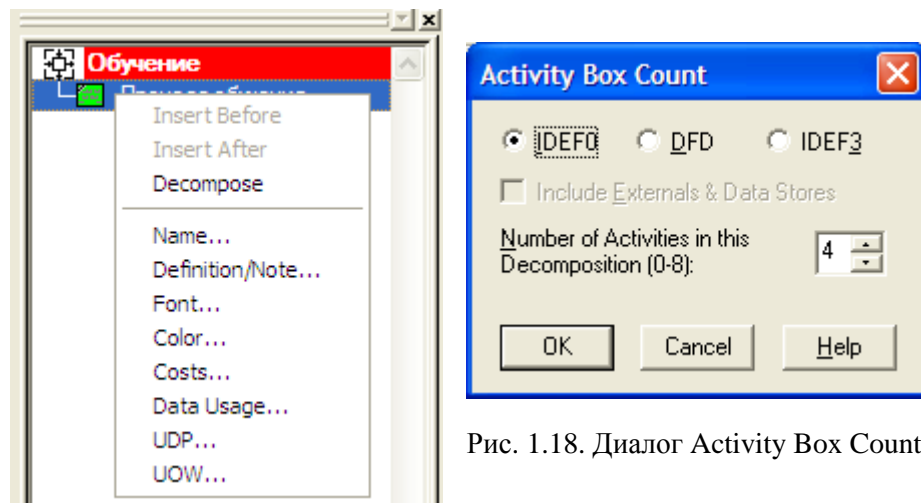 Обучение
Insert Before
Insert After
Decompose
Name...
Definition/Note...
Font...
Color...
Costs...
Data Usage...
UDP...
UOW...
Activity Box Count
IDEF0 DFD IDEF3
Include Externals & Data Stores
Number of Activities in this
Decomposition (0-8):
4
OK Cancel Help
Рис. 1.18. Диалог Activity Box Count